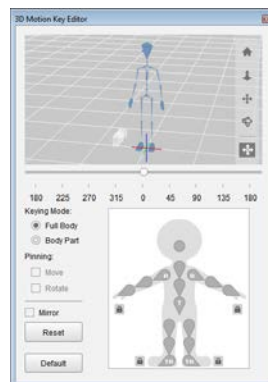 3D Motion Key Editor
180 225 270 315 0 45 90 135 180
Keying Mode:
Full Body
Body Part
Pinning:
Move
Rotate
Mirror
Reset
Default